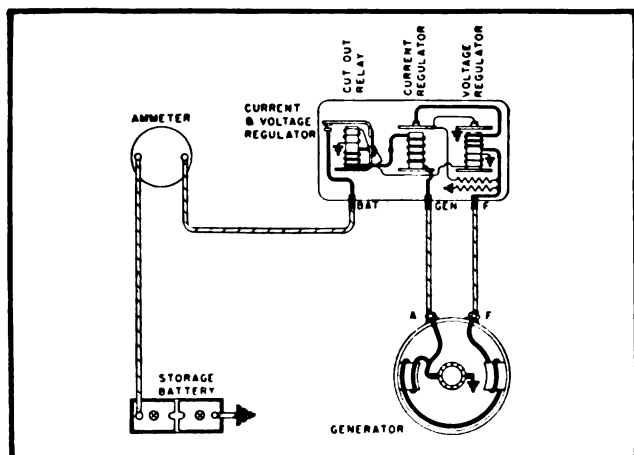 CUT OUT
RELAY
CURRENT
REGULATOR
VOLTAGE
REGULATOR
CURRENT
& VOLTAGE
REGULATOR
AMMETER
BAT
GEN
F
A
F
STORAGE
BATTERY
GENERATOR